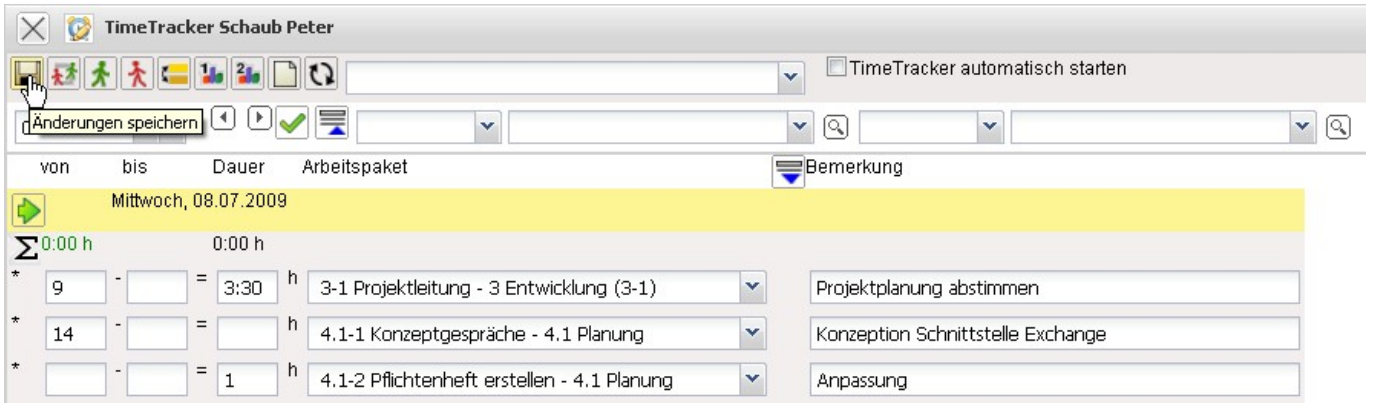 TimeTracker Schaub Peter
1 2 TimeTracker automatisch starten
Änderungen speichern
von bis Dauer Arbeitspaket Bemerkung
Mittwoch, 08.07.2009
Σ 0:00 h 0:00 h
* 9 - = 3:30 h 3-1 Projektleitung - 3 Entwicklung (3-1) Projektplanung abstimmen
* 14 - = h 4.1-1 Konzeptgespräche - 4.1 Planung Konzeption Schnittstelle Exchange
* - = 1 h 4.1-2 Pflichtenheft erstellen - 4.1 Planung Anpassung